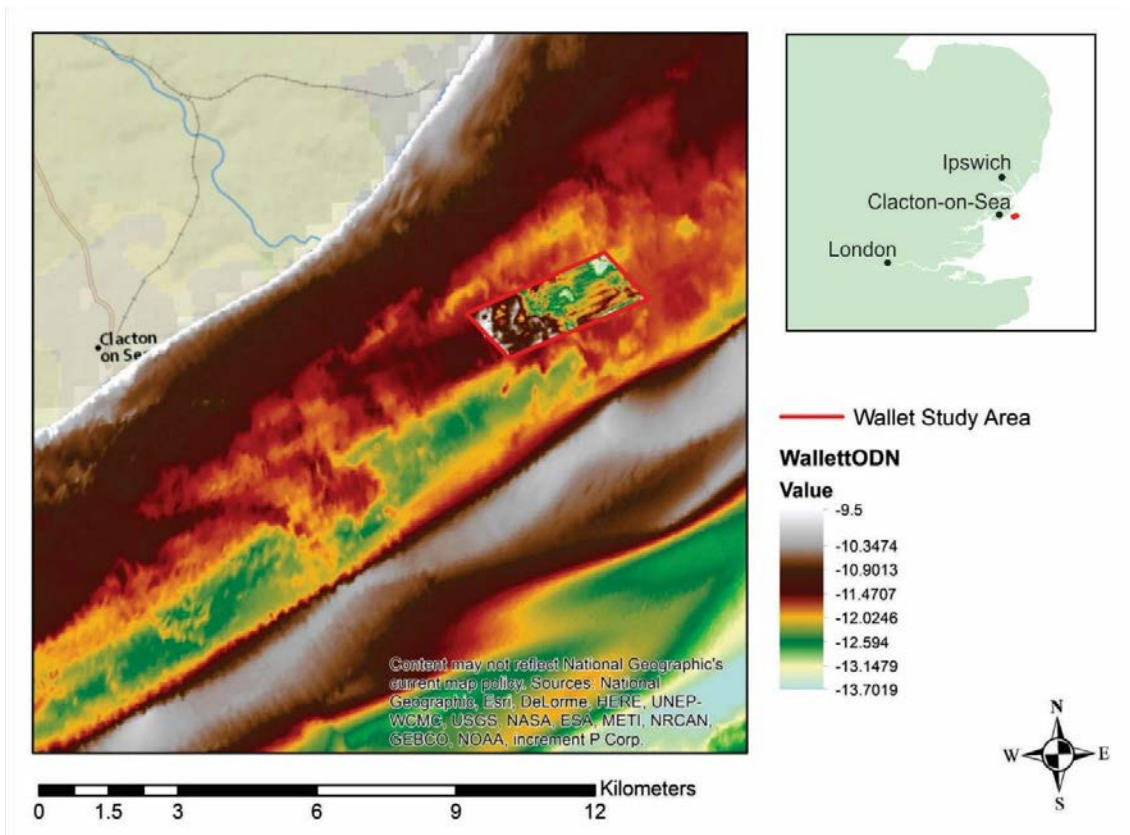 Clacton
on Sea
Content may not reflect National Geographic's
current map policy. Sources: National
Geographic, Esri, DeLorme, HERE, UNEP-
WCMC, USGS, NASA, ESA, METI, NRCAN,
GEBCO, NOAA, increment P Corp.
Kilometers
0 1.5 3 6 9 12
Ipswich
Clacton-on-Sea
London
Wallet Study Area
WallettODN
Value
-9.5
-10.3474
-10.9013
-11.4707
-12.0246
-12.594
-13.1479
-13.7019
N
W E
S